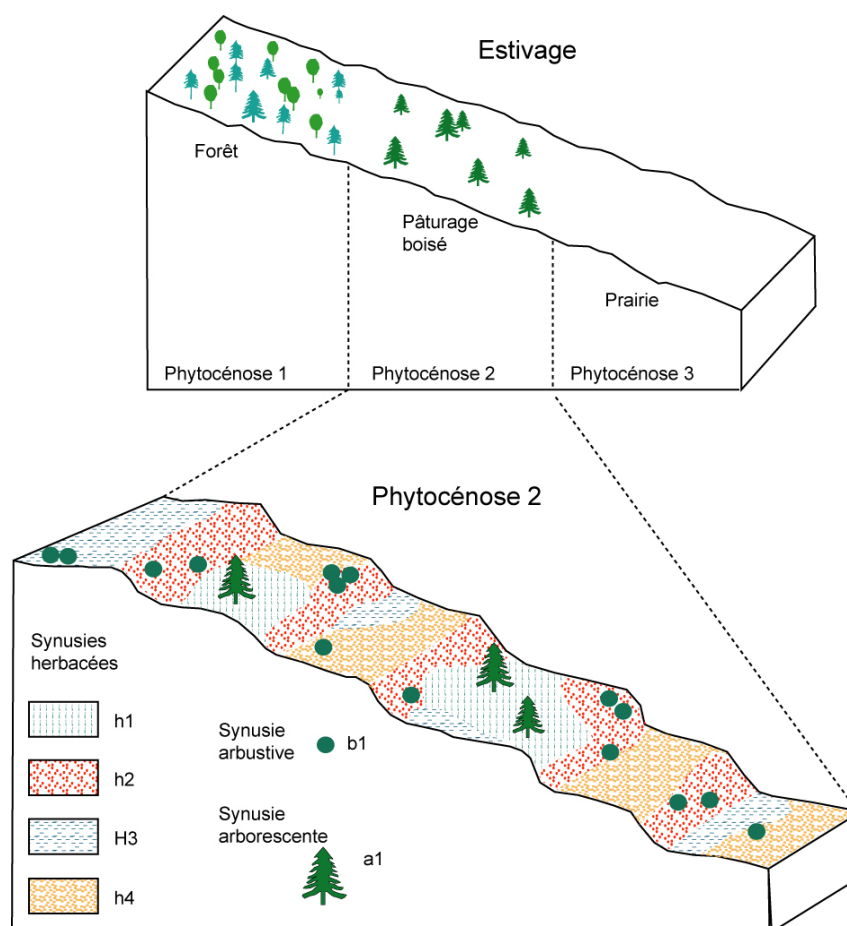 Estivage
Forêt
Pâturage
boisé
Prairie
Phytocénose 1
Phytocénose 2
Phytocénose 3
Phytocénose 2
Synusies
herbacées
h1
h2
H3
h4
Synusie
arbustive
b1
Synusie
arborescente
a1